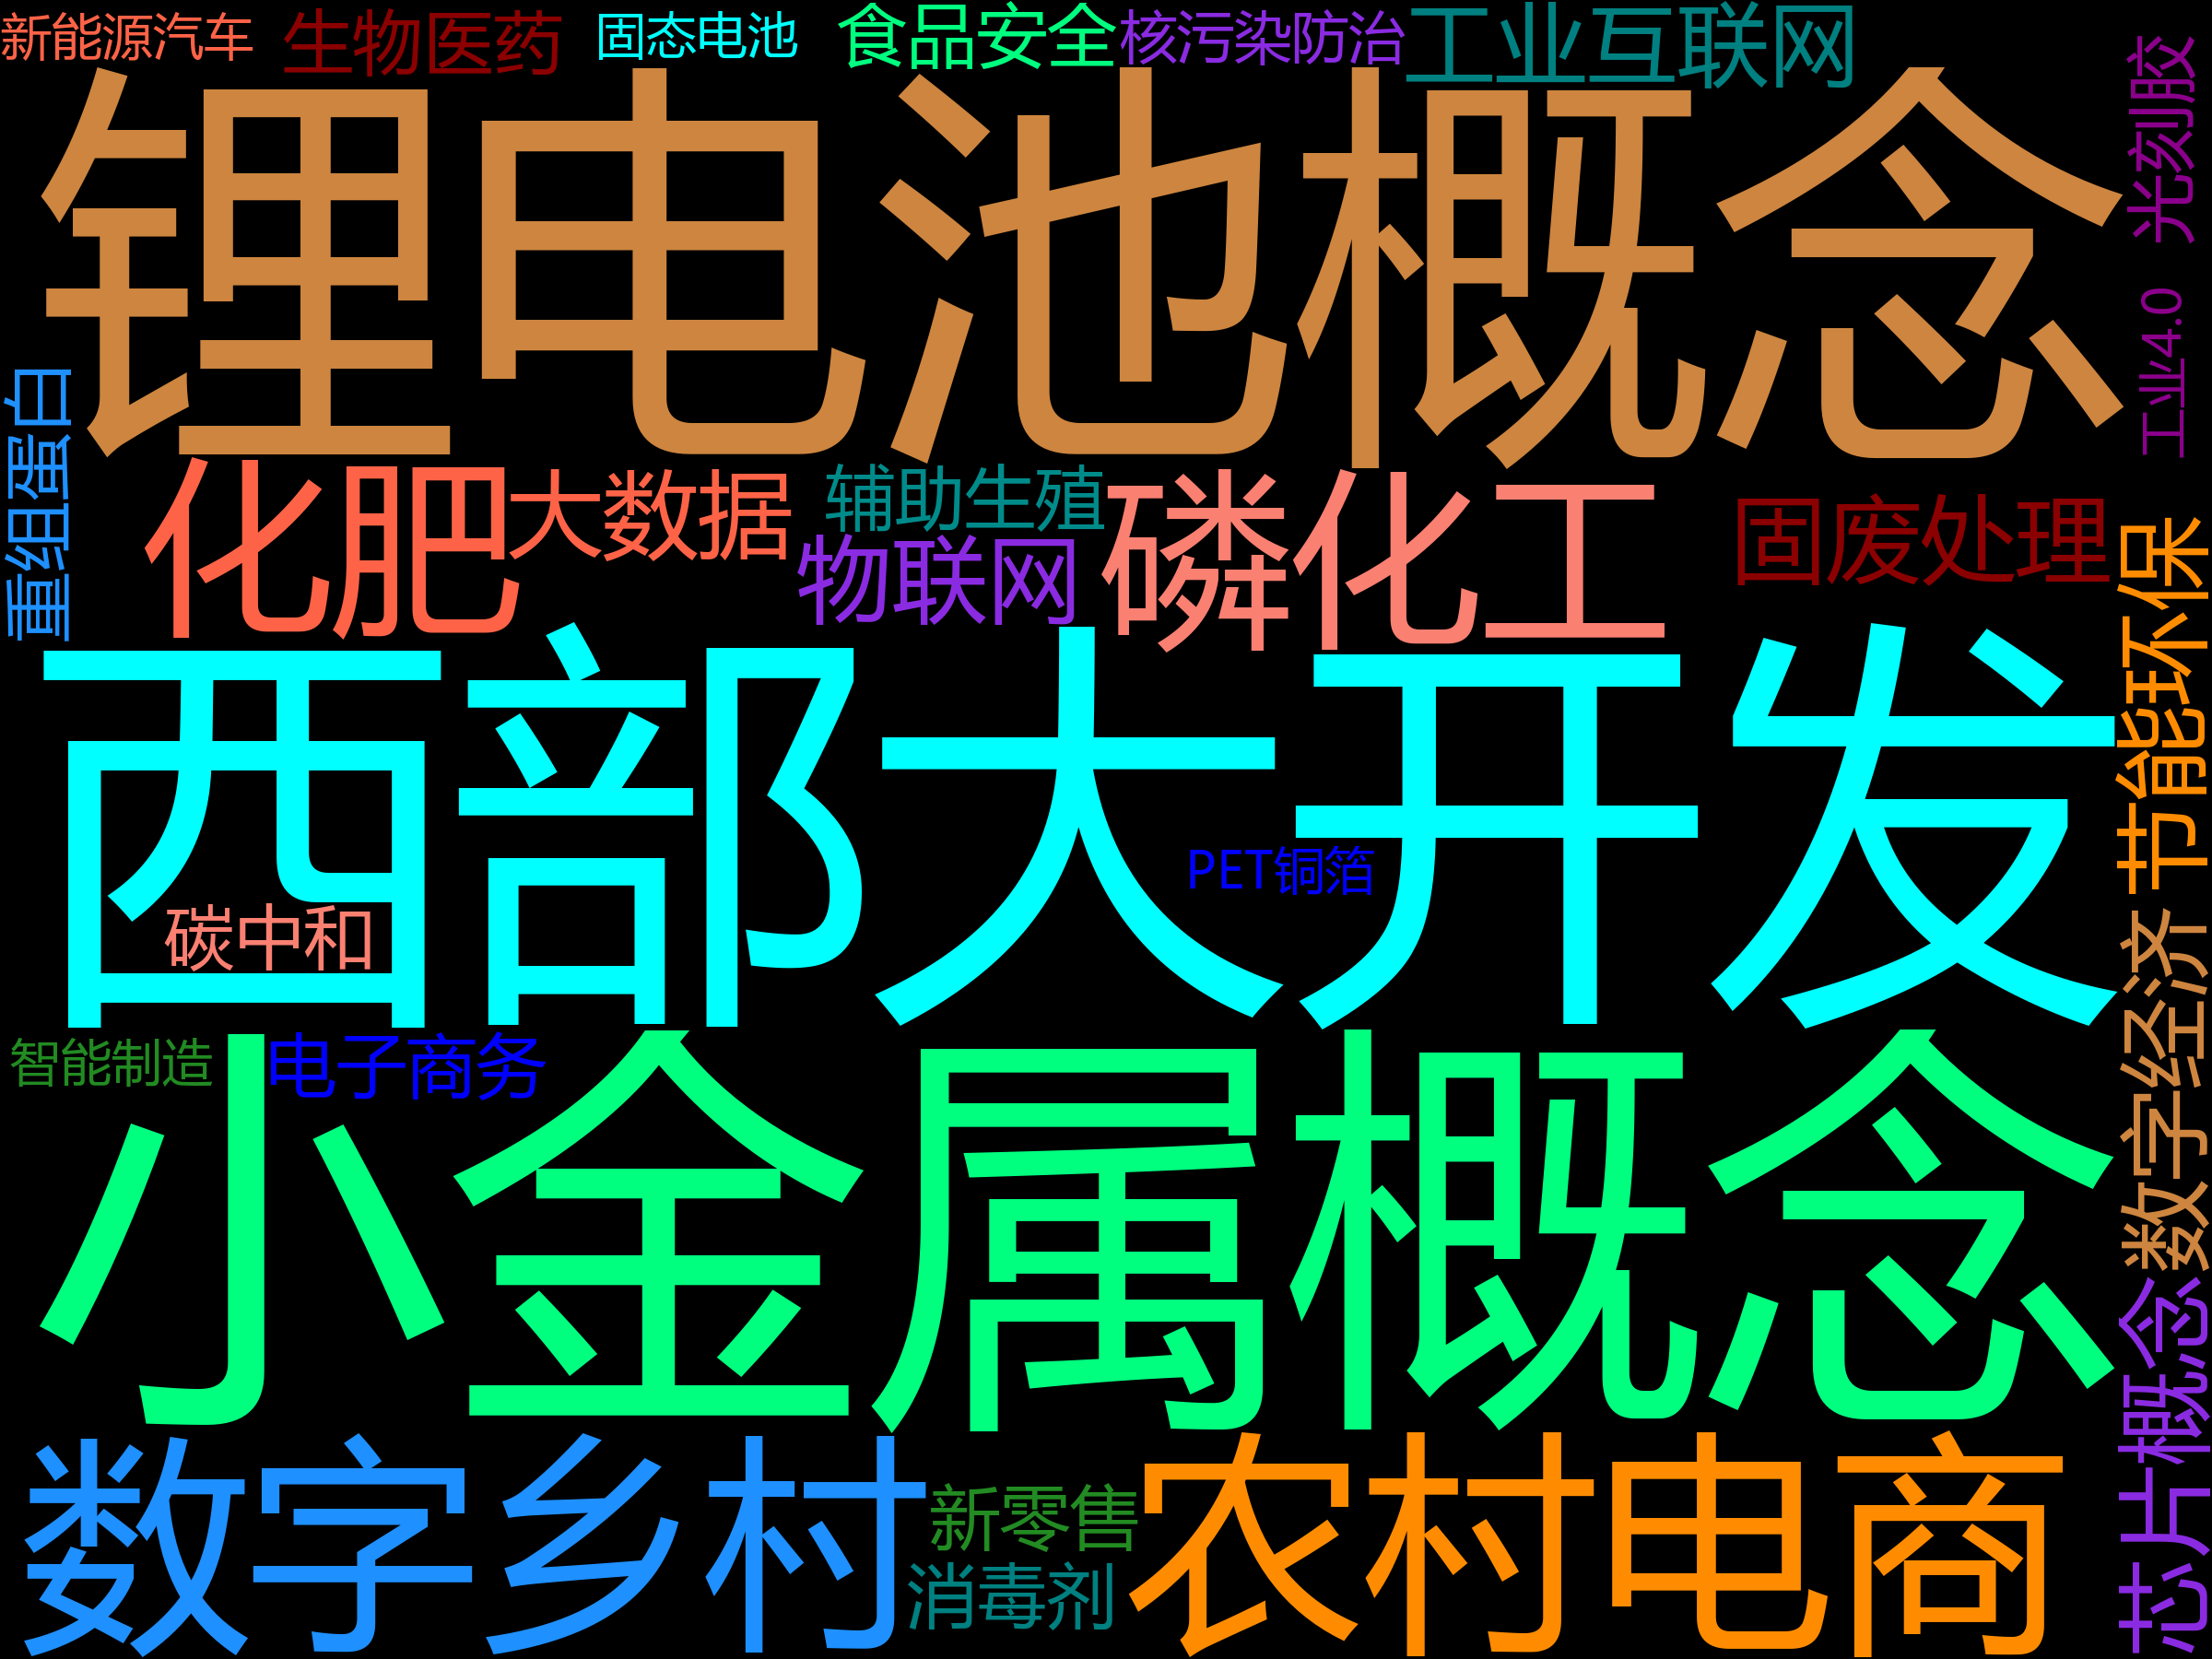 新能源汽车
生物医药
固态电池
食品安全
核污染防治
工业互联网
光刻胶
锂电池概念
工业4.0
重组蛋白
化肥
大数据
辅助生殖
物联网
磷化工
固废处理
节能环保
西部大开发
PET铜箔
碳中和
数字经济
智能制造
电子商务
小金属概念
芯片概念
数字乡村
新零售
消毒剂
农村电商